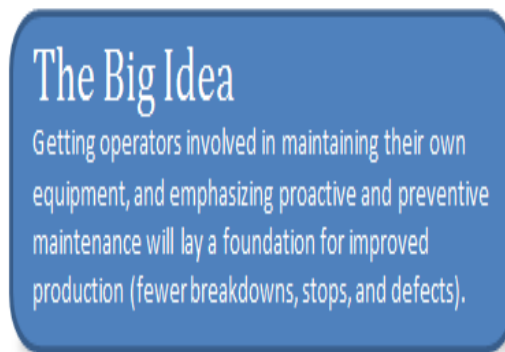 The Big Idea
Getting operators involved in maintaining their own
equipment, and emphasizing proactive and preventive
maintenance will lay a foundation for improved
production (fewer breakdowns, stops, and defects).